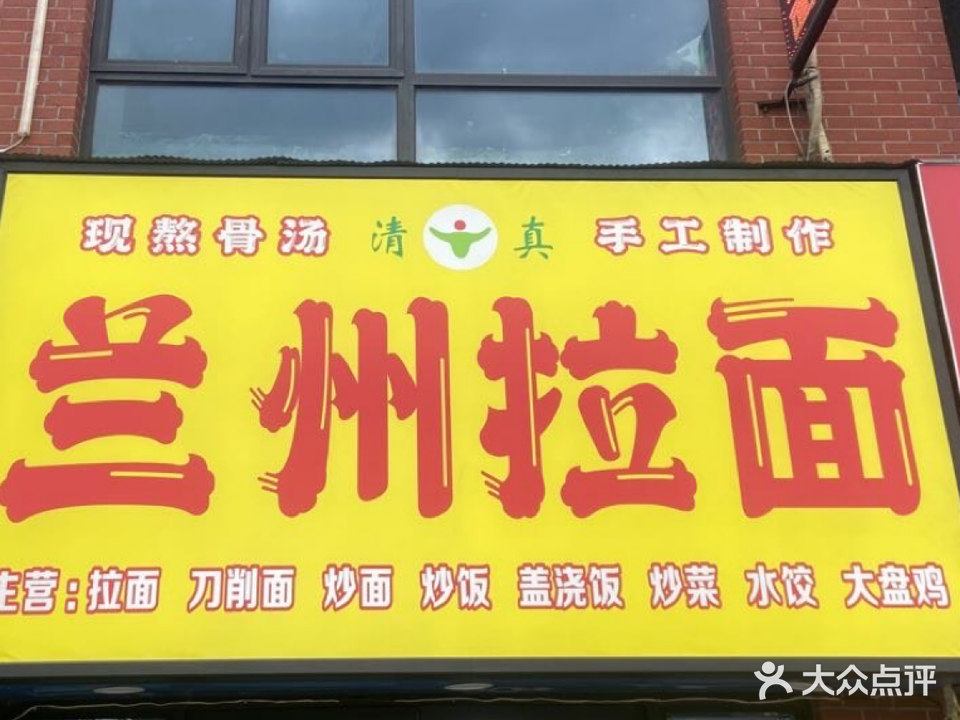 现熬骨汤 清 真 手工制作
兰州拉面
主营:拉面 刀削面 炒面 炒饭 盖浇饭 炒菜 水饺 大盘鸡
大众点评